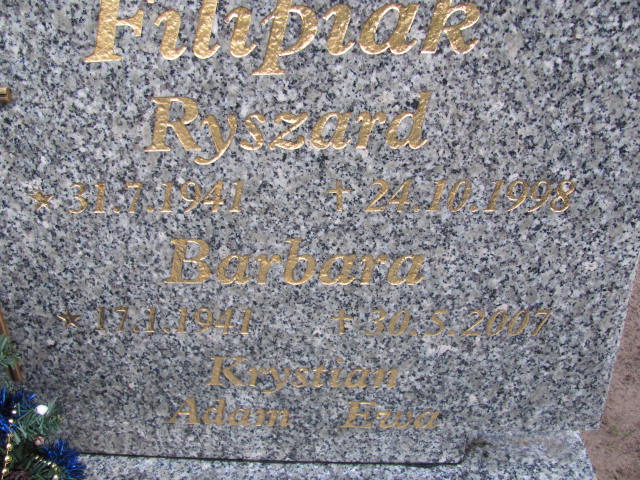 Filipiak
Ryszard
* 31.7.1941 † 24.10.1998
Barbara
* 17.1.1941 † 30.5.2007
Krystian
Adam Ewa